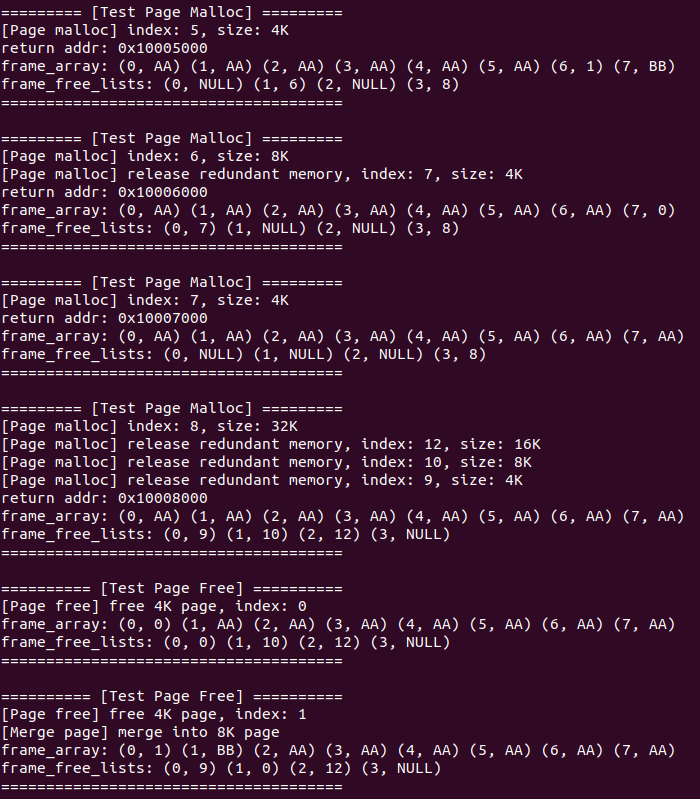 ========= [Test Page Malloc] =========
[Page malloc] index: 5, size: 4K
return addr: 0x10005000
frame_array: (0, AA) (1, AA) (2, AA) (3, AA) (4, AA) (5, AA) (6, 1) (7, BB)
frame_free_lists: (0, NULL) (1, 6) (2, NULL) (3, 8)
======================================

========= [Test Page Malloc] =========
[Page malloc] index: 6, size: 8K
[Page malloc] release redundant memory, index: 7, size: 4K
return addr: 0x10006000
frame_array: (0, AA) (1, AA) (2, AA) (3, AA) (4, AA) (5, AA) (6, AA) (7, 0)
frame_free_lists: (0, 7) (1, NULL) (2, NULL) (3, 8)
======================================

========= [Test Page Malloc] =========
[Page malloc] index: 7, size: 4K
return addr: 0x10007000
frame_array: (0, AA) (1, AA) (2, AA) (3, AA) (4, AA) (5, AA) (6, AA) (7, AA)
frame_free_lists: (0, NULL) (1, NULL) (2, NULL) (3, 8)
======================================

========= [Test Page Malloc] =========
[Page malloc] index: 8, size: 32K
[Page malloc] release redundant memory, index: 12, size: 16K
[Page malloc] release redundant memory, index: 10, size: 8K
[Page malloc] release redundant memory, index: 9, size: 4K
return addr: 0x10008000
frame_array: (0, AA) (1, AA) (2, AA) (3, AA) (4, AA) (5, AA) (6, AA) (7, AA)
frame_free_lists: (0, 9) (1, 10) (2, 12) (3, NULL)
======================================

========== [Test Page Free] ==========
[Page free] free 4K page, index: 0
frame_array: (0, 0) (1, AA) (2, AA) (3, AA) (4, AA) (5, AA) (6, AA) (7, AA)
frame_free_lists: (0, 0) (1, 10) (2, 12) (3, NULL)
======================================

========== [Test Page Free] ==========
[Page free] free 4K page, index: 1
[Merge page] merge into 8K page
frame_array: (0, 1) (1, BB) (2, AA) (3, AA) (4, AA) (5, AA) (6, AA) (7, AA)
frame_free_lists: (0, 9) (1, 0) (2, 12) (3, NULL)
======================================